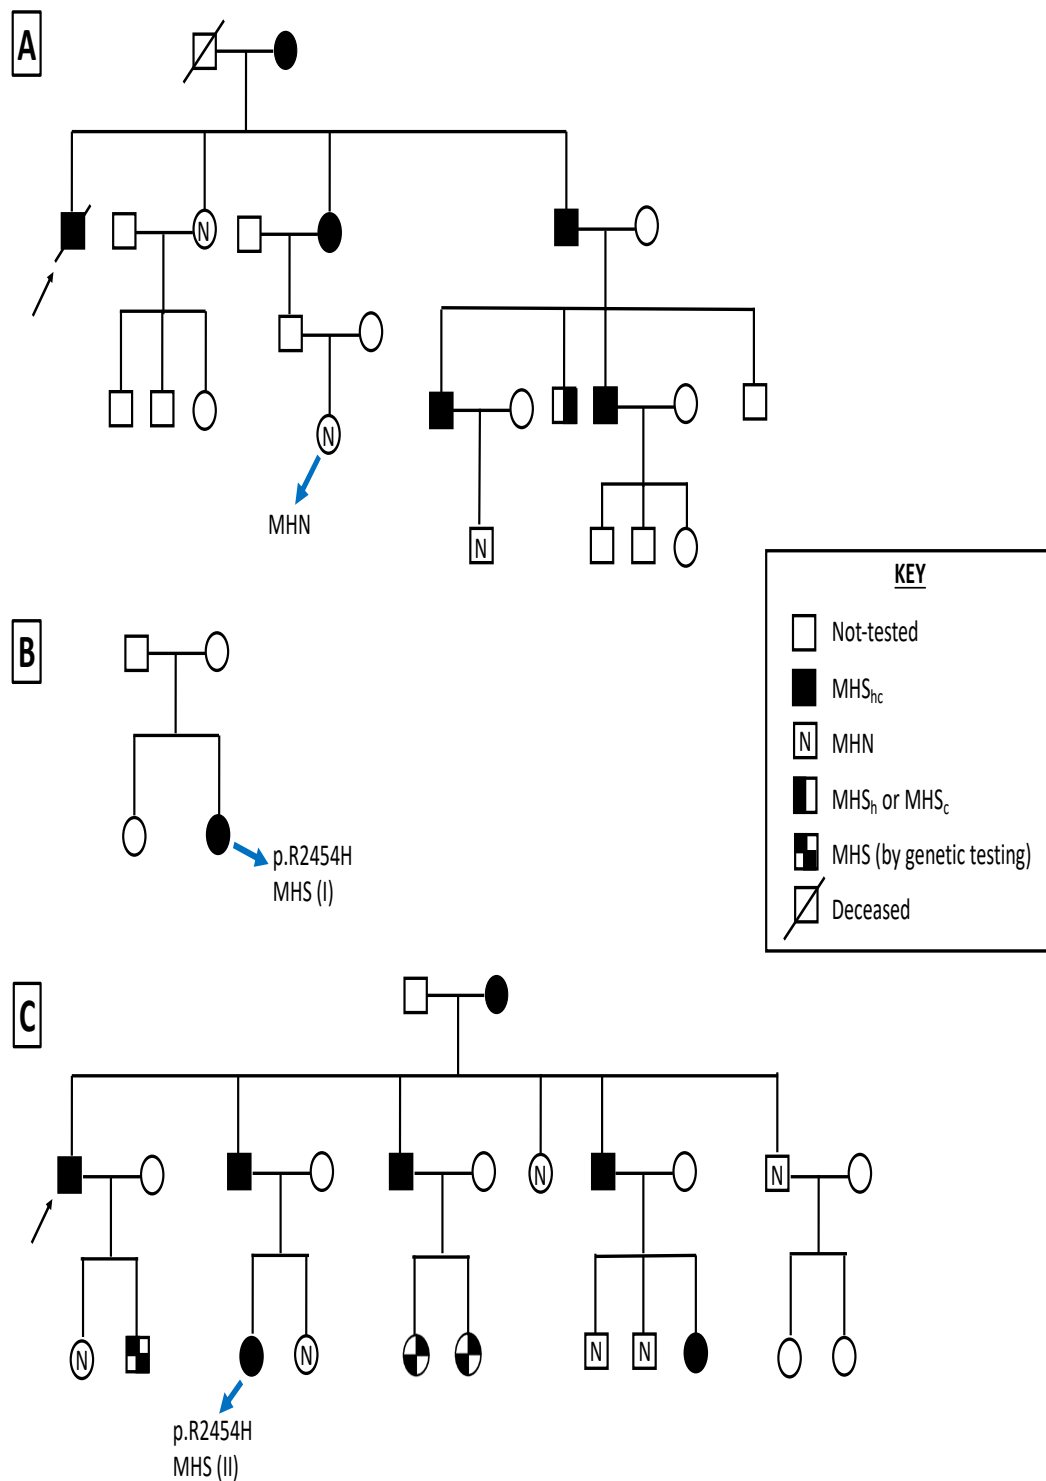 A
N
N
MHN
N
KEY
Not-tested
MHShc
N MHN
MHSh or MHSc
MHS (by genetic testing)
Deceased
B
p.R2454H
MHS (I)
C
N
N
N
N
N
N
p.R2454H
MHS (II)